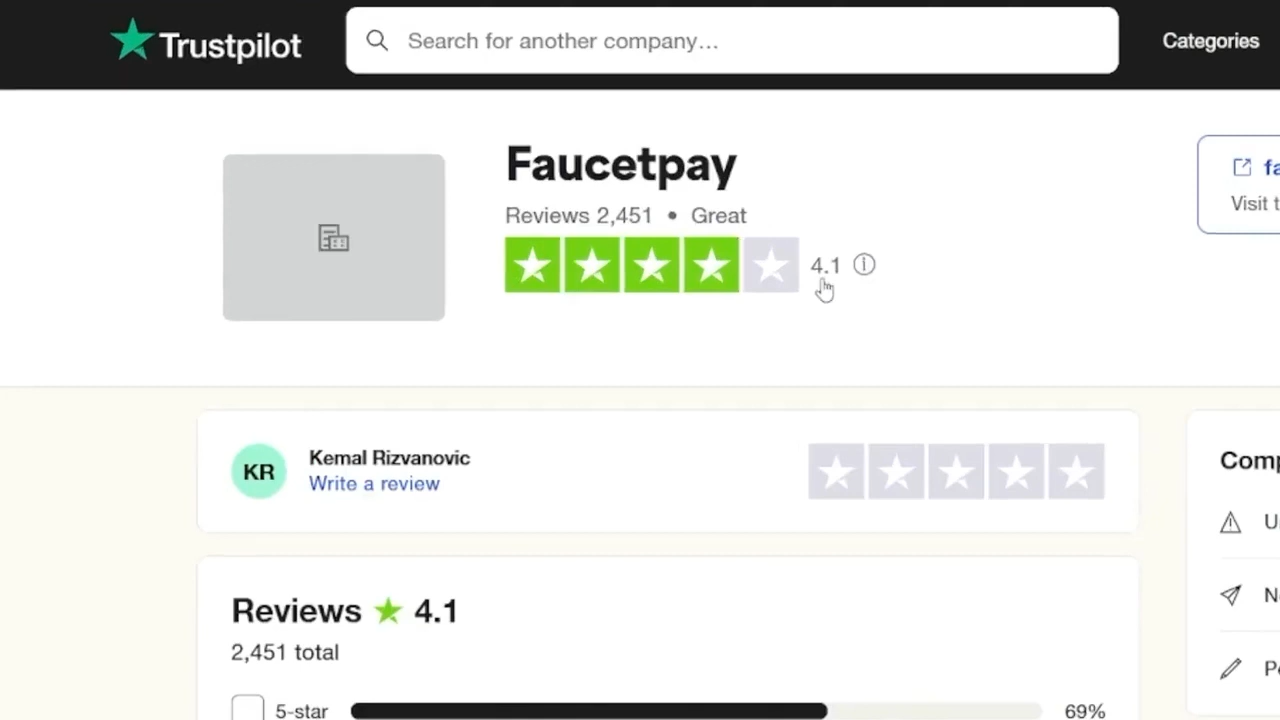 Trustpilot
Search for another company...
Categories
Faucetpay
Reviews 2,451 • Great
4.1
Visit
KR
Kemal Rizvanovic
Write a review
Reviews 4.1
2,451 total
5-star
69%